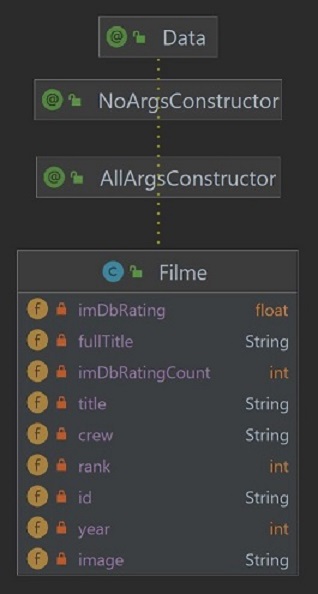 @ Data
@ NoArgsConstructor
@ AllArgsConstructor
C Filme
f imDbRating float
f fullTitle String
f imDbRatingCount int
f title String
f crew String
f rank int
f id String
f year int
f image String